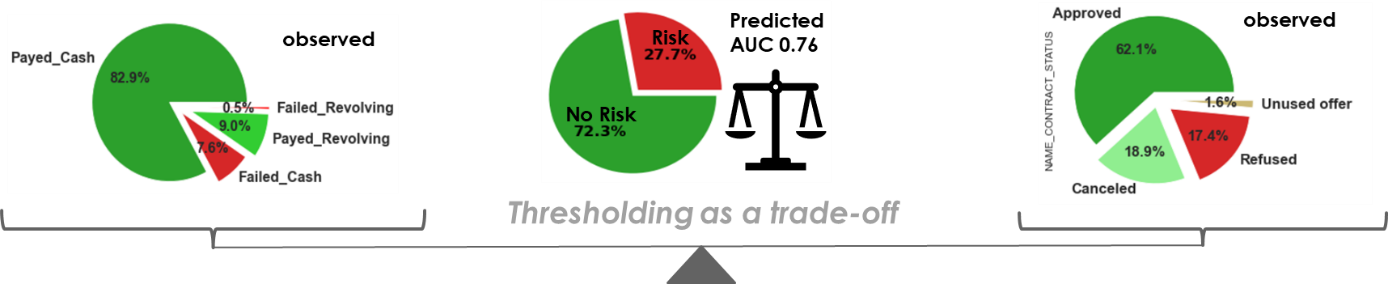 observed
Payed_Cash
82.9%
0.5%
Failed_Revolving
9.0%
Payed_Revolving
7.6%
Failed_Cash
Predicted
AUC 0.76
Risk
27.7%
No Risk
72.3%
Approved
observed
NAME_CONTRACT_STATUS
62.1%
1.6%
Unused offer
17.4%
Refused
18.9%
Canceled
Thresholding as a trade-off